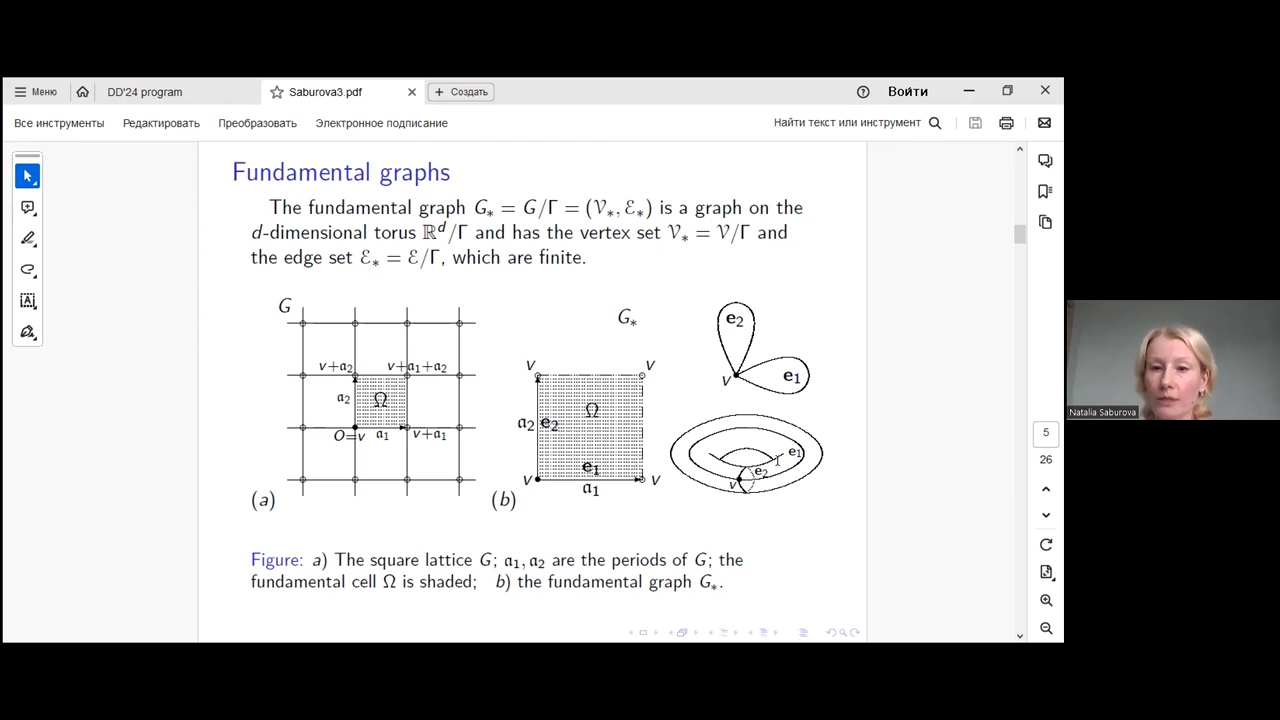 Меню DD'24 program Saburova3.pdf Создать Войти
Все инструменты Редактировать Преобразовать Электронное подписание Найти текст или инструмент
Fundamental graphs
The fundamental graph G∗ = G/Γ = (𝒱∗, ℰ∗) is a graph on the
d-dimensional torus ℝᵈ/Γ and has the vertex set 𝒱∗ = 𝒱/Γ and
the edge set ℰ∗ = ℰ/Γ, which are finite.
G
v+𝔞₂ v+𝔞₁+𝔞₂
𝔞₂ Ω
O=v 𝔞₁ v+𝔞₁
(a)
G∗
v v
Ω
𝔞₂ e₂
e₁
v v
𝔞₁
(b)
e₂
e₁
v
e₁
e₂
v
Figure: a) The square lattice G; 𝔞₁, 𝔞₂ are the periods of G; the
fundamental cell Ω is shaded; b) the fundamental graph G∗.
5
26
Natalia Saburova